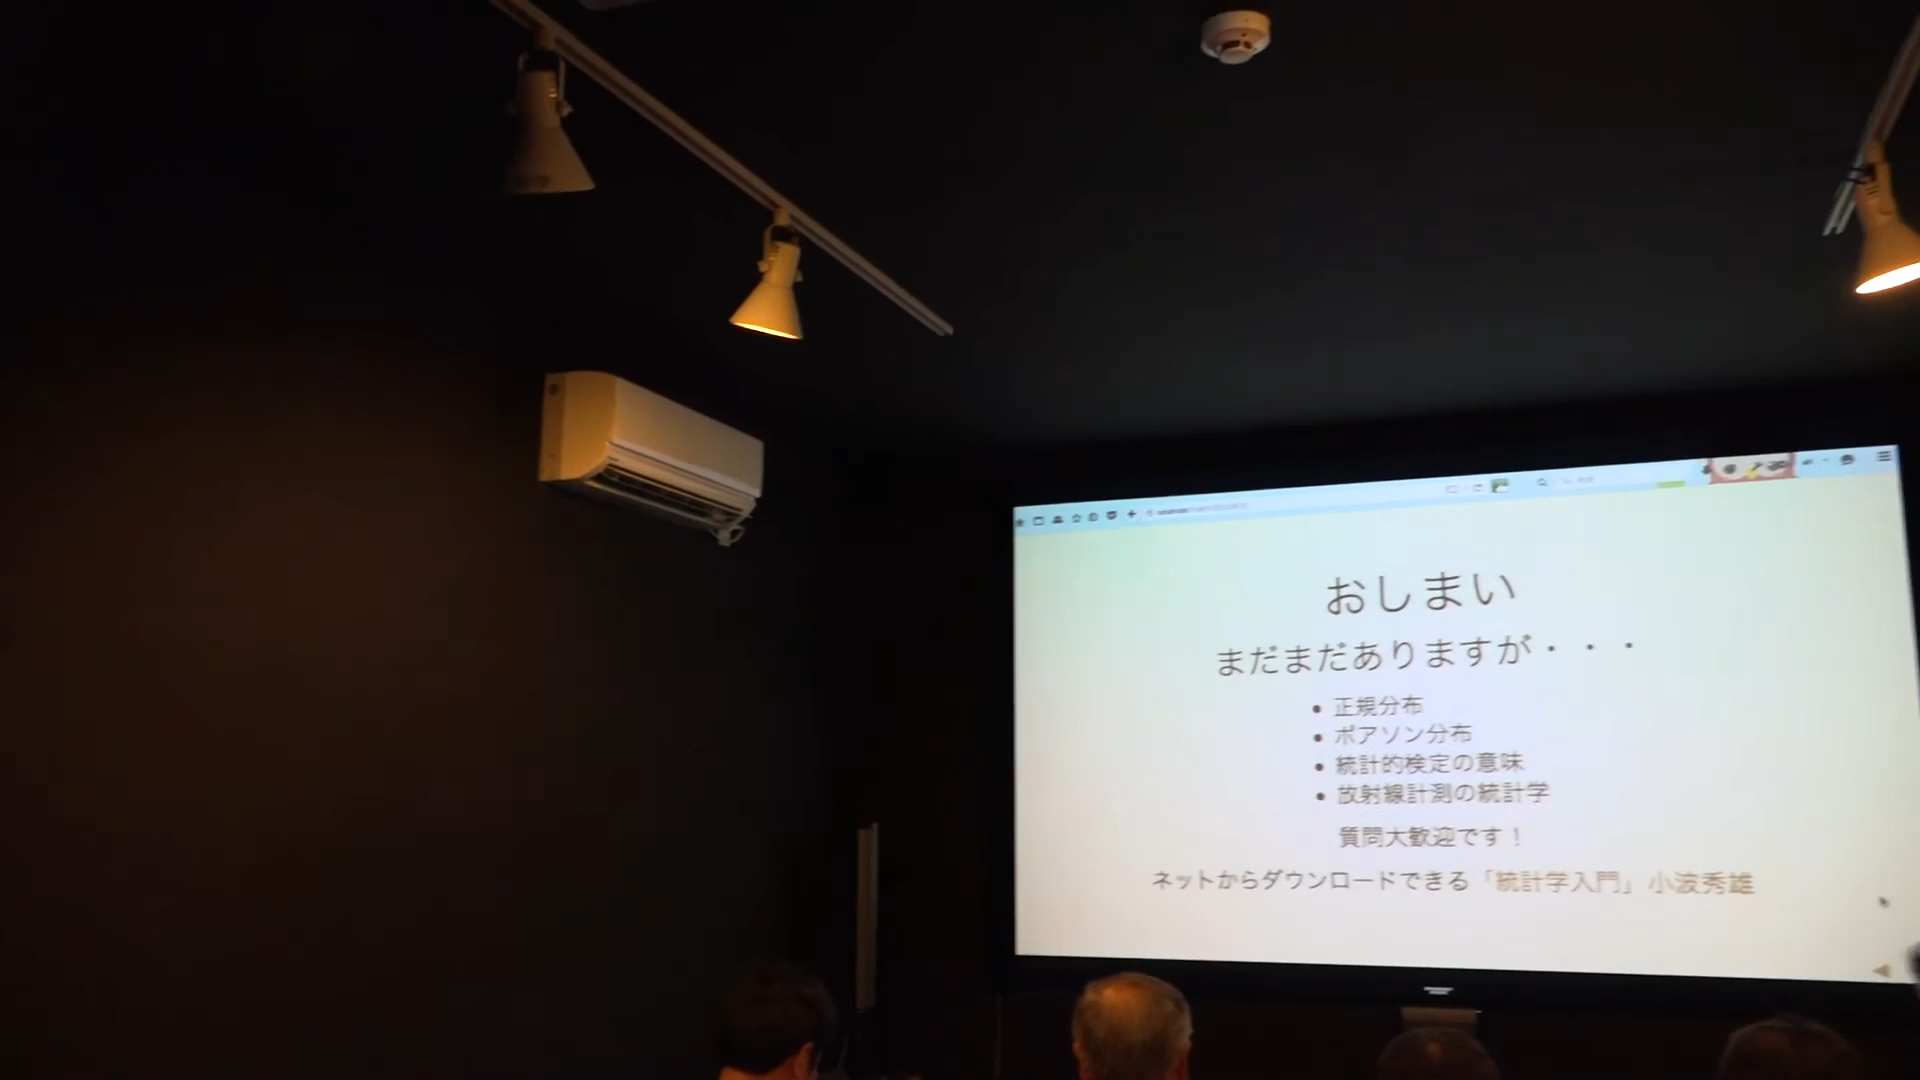 おしまい
まだまだありますが・・・
• 正規分布
• ポアソン分布
• 統計的検定の意味
• 放射線計測の統計学
質問大歓迎です！
ネットからダウンロードできる「統計学入門」小波秀雄